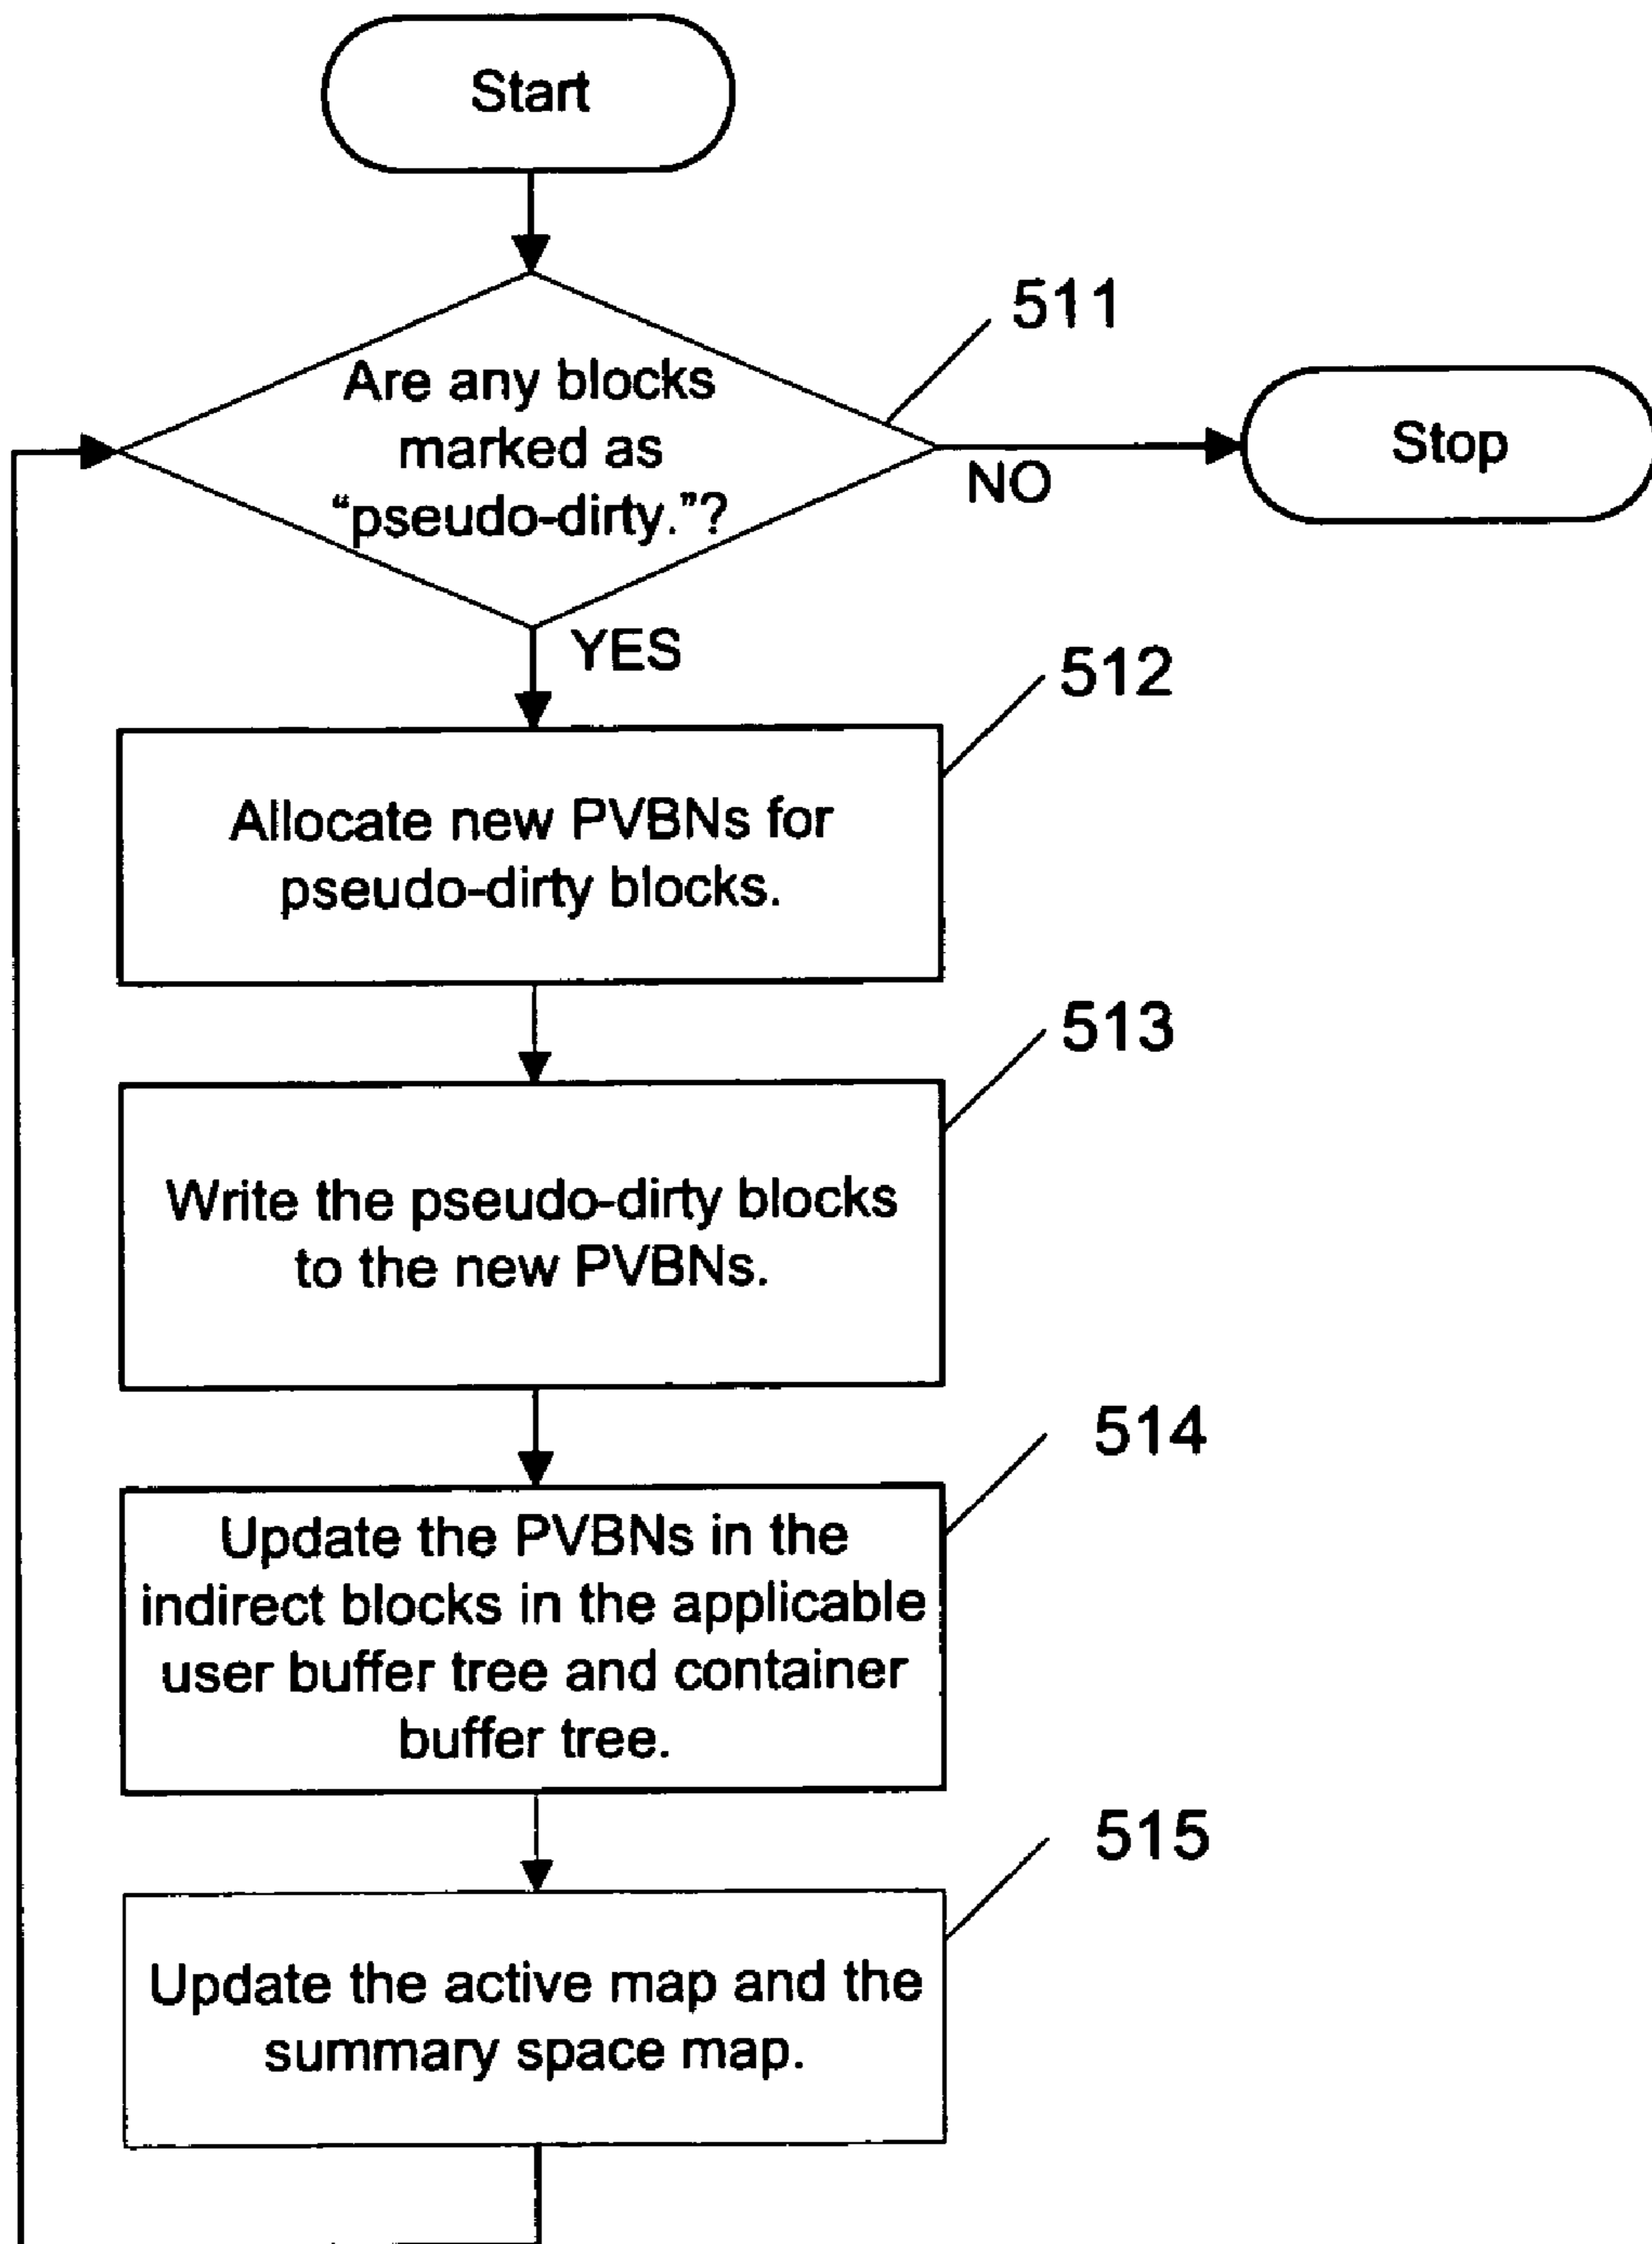 Start
511
Are any blocks
marked as
“pseudo-dirty.”?
NO
Stop
YES
512
Allocate new PVBNs for
pseudo-dirty blocks.
513
Write the pseudo-dirty blocks
to the new PVBNs.
514
Update the PVBNs in the
indirect blocks in the applicable
user buffer tree and container
buffer tree.
515
Update the active map and the
summary space map.